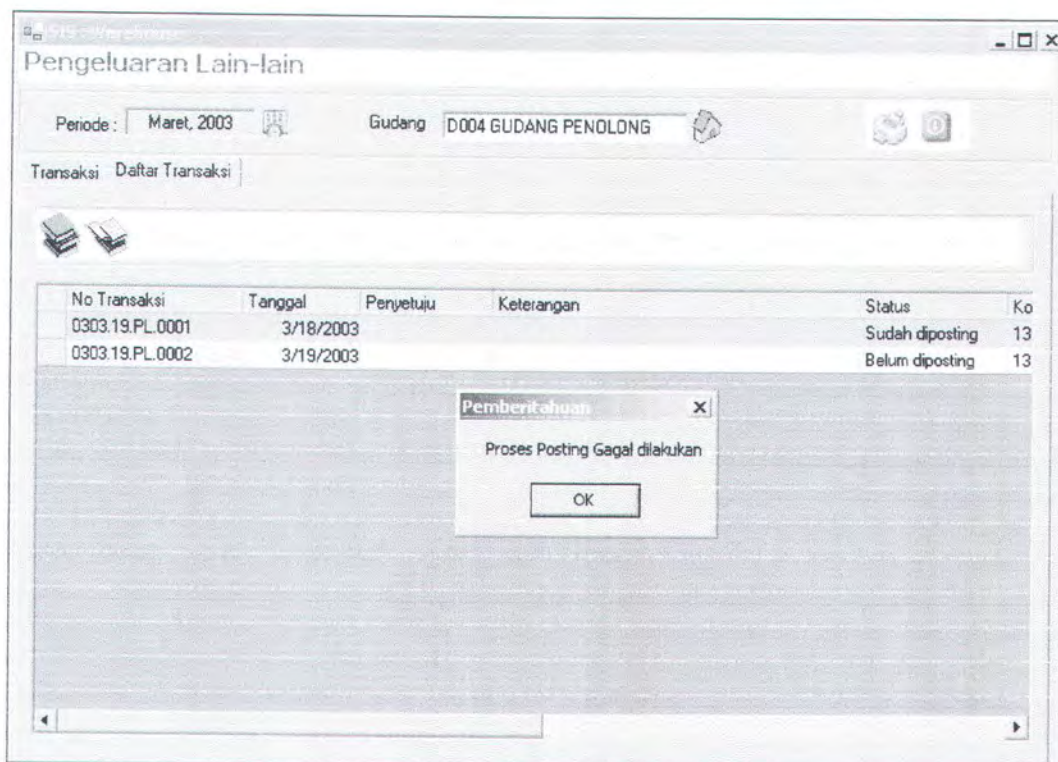 Warehouse
Pengeluaran Lain-lain
Periode : Maret, 2003 Gudang D004 GUDANG PENOLONG
Transaksi Daftar Transaksi
No Transaksi Tanggal Penyetuju Keterangan Status Ko
0303.19.PL.0001 3/18/2003 Sudah diposting 13
0303.19.PL.0002 3/19/2003 Belum diposting 13
Pemberitahuan
Proses Posting Gagal dilakukan
OK